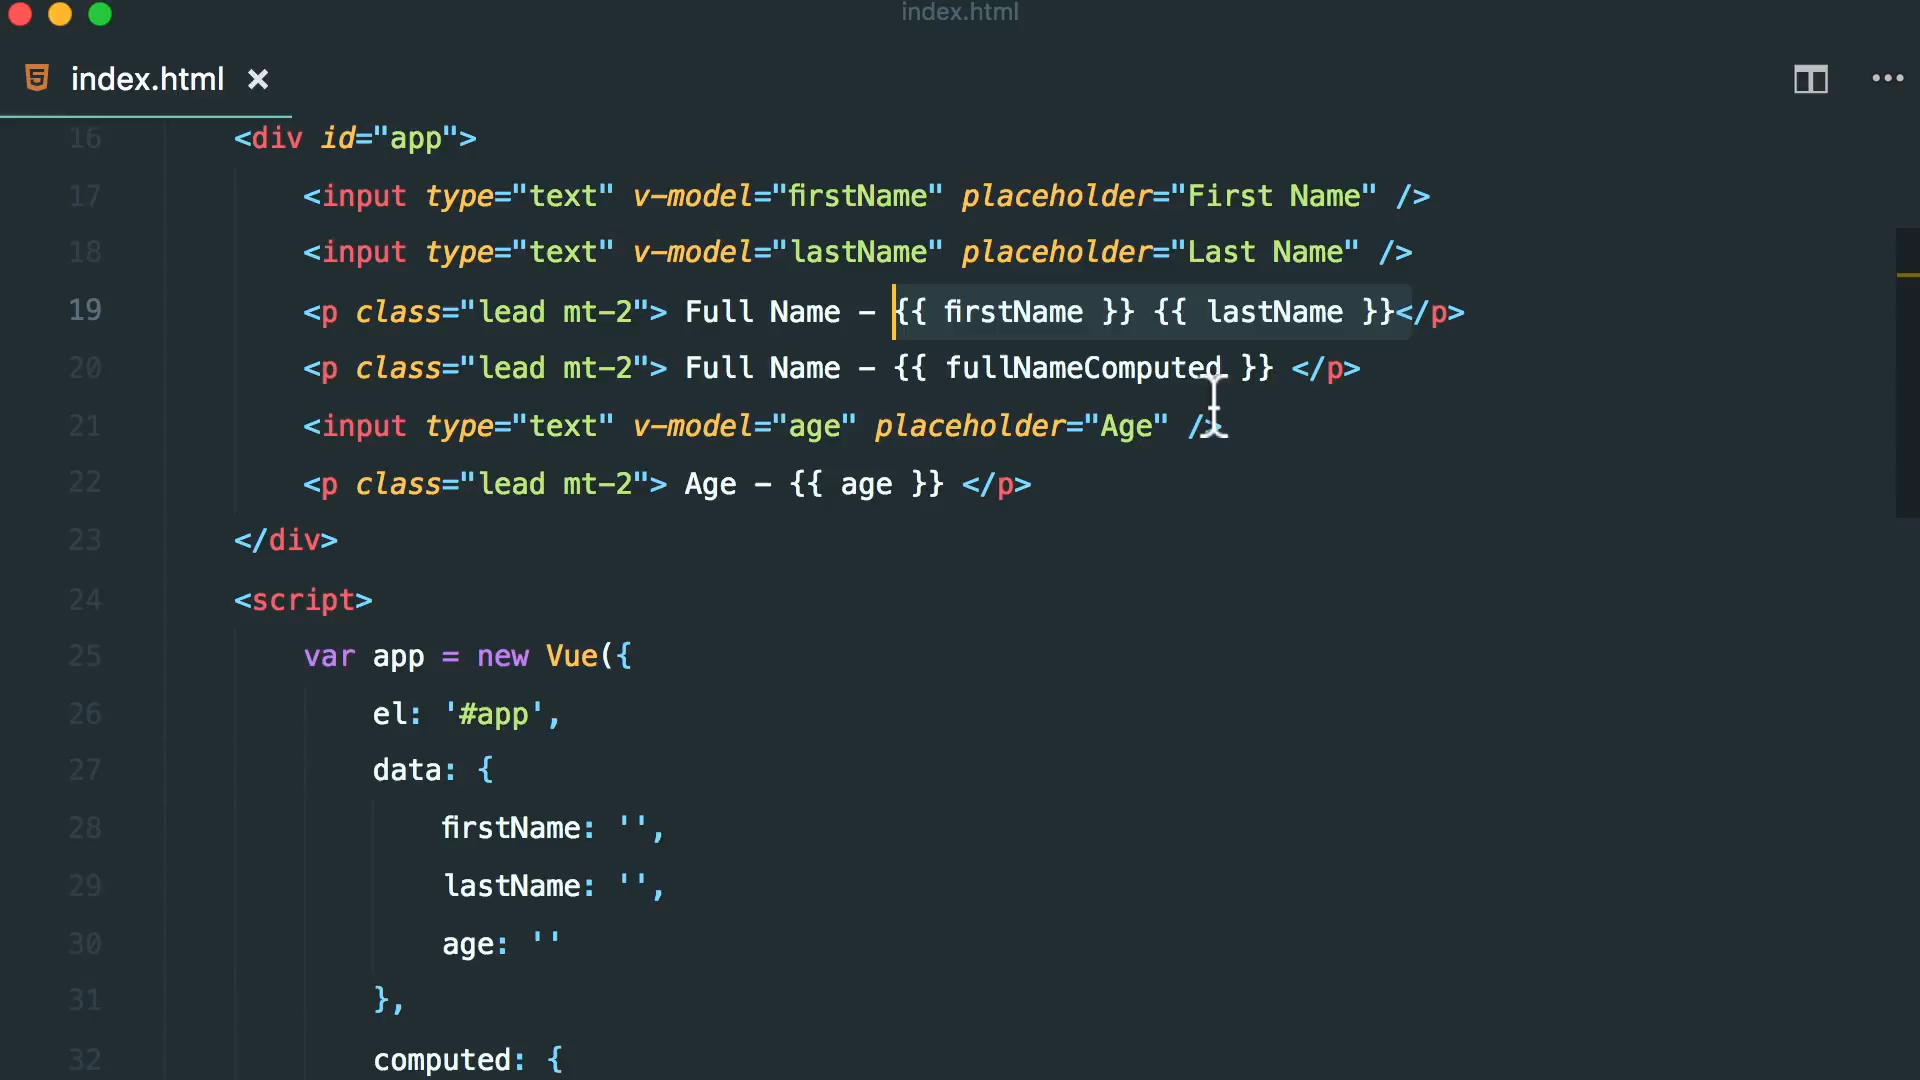 index.html
index.html
16 <div id="app">
17 <input type="text" v-model="firstName" placeholder="First Name" />
18 <input type="text" v-model="lastName" placeholder="Last Name" />
19 <p class="lead mt-2"> Full Name - {{ firstName }} {{ lastName }}</p>
20 <p class="lead mt-2"> Full Name - {{ fullNameComputed }} </p>
21 <input type="text" v-model="age" placeholder="Age" />
22 <p class="lead mt-2"> Age - {{ age }} </p>
23 </div>
24 <script>
25 var app = new Vue({
26 el: '#app',
27 data: {
28 firstName: '',
29 lastName: '',
30 age: ''
31 },
32 computed: {